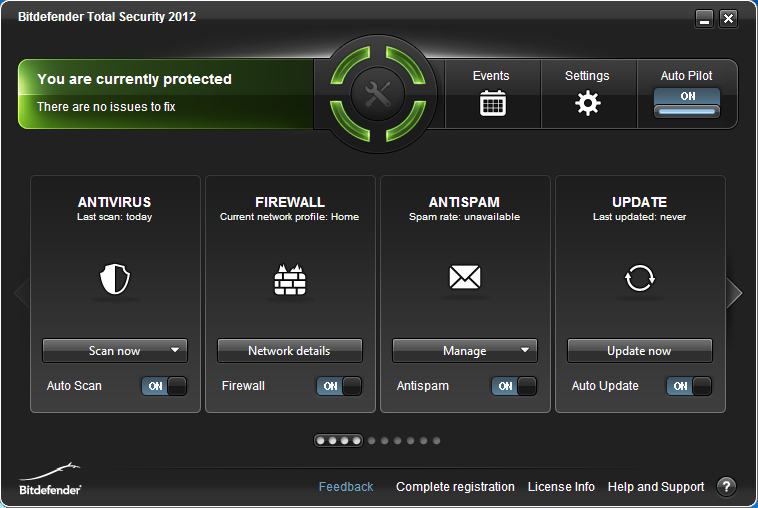 Bitdefender Total Security 2012
You are currently protected
There are no issues to fix
Events
Settings
Auto Pilot
ON
ANTIVIRUS
Last scan: today
Scan now
Auto Scan
ON
FIREWALL
Current network profile: Home
Network details
Firewall
ON
ANTISPAM
Spam rate: unavailable
Manage
Antispam
ON
UPDATE
Last updated: never
Update now
Auto Update
ON
Bitdefender
Feedback
Complete registration
License Info
Help and Support
?